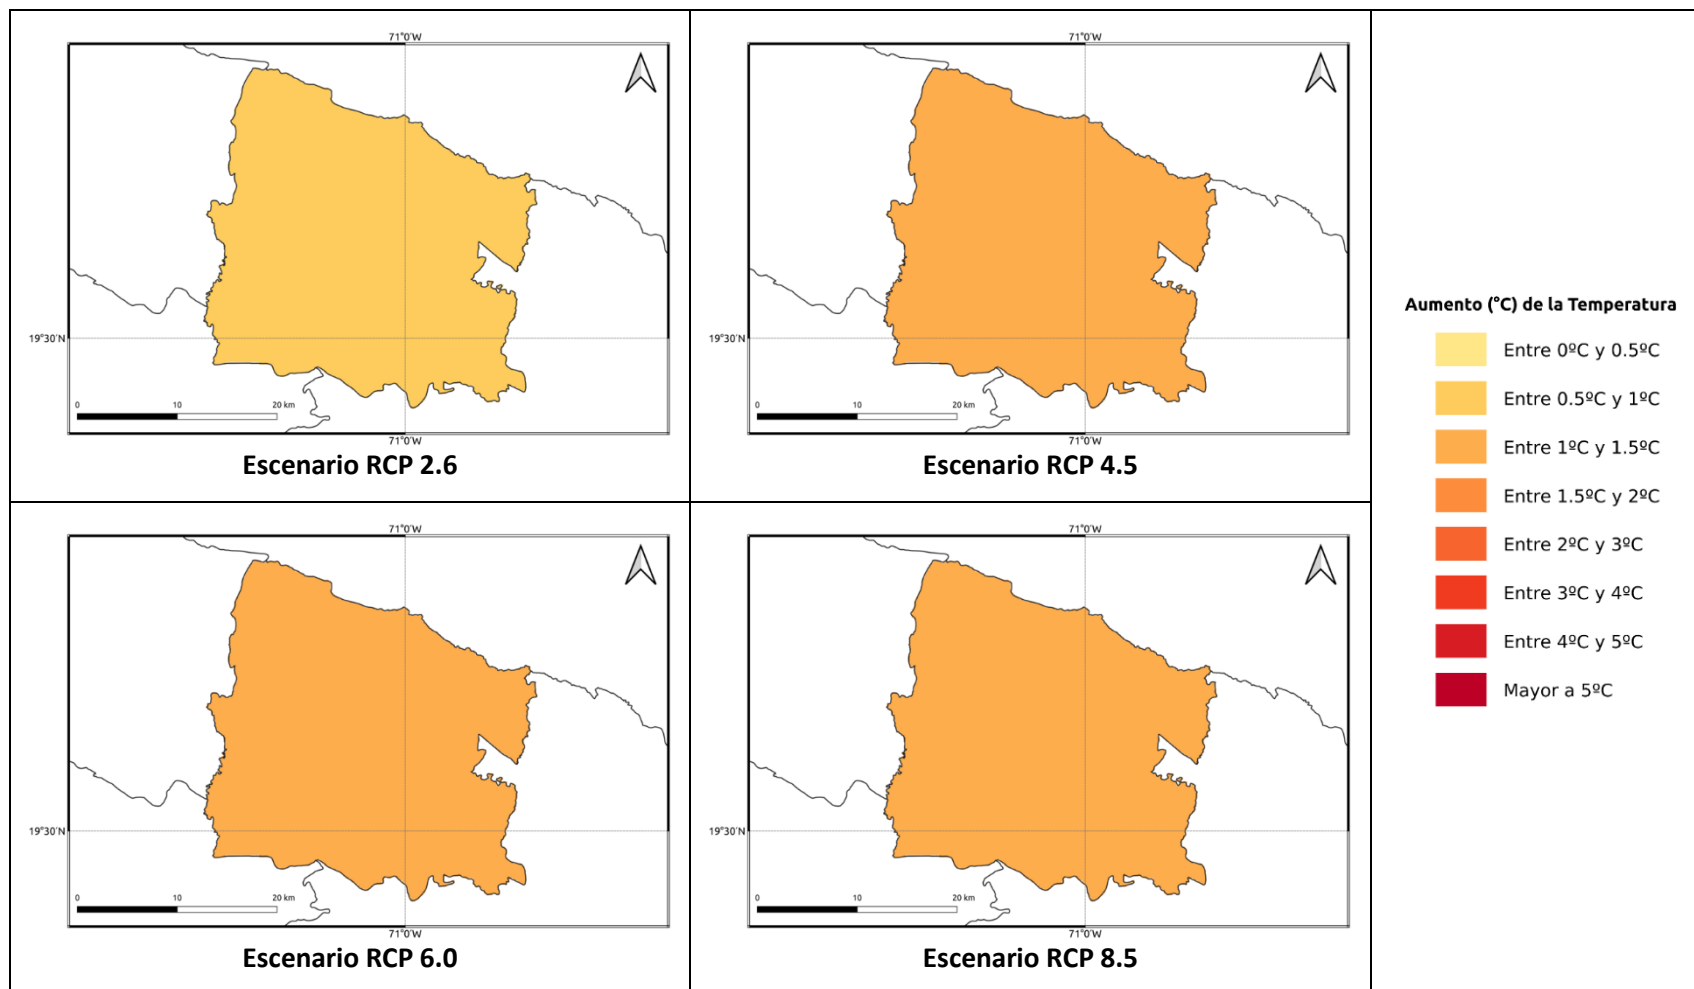 71°0'W
19°30'N
0
10
20 km
71°0'W
Escenario RCP 2.6
71°0'W
19°30'N
0
10
20 km
71°0'W
Escenario RCP 4.5
71°0'W
19°30'N
0
10
20 km
71°0'W
Escenario RCP 6.0
71°0'W
19°30'N
0
10
20 km
71°0'W
Escenario RCP 8.5
Aumento (°C) de la Temperatura
Entre 0ºC y 0.5ºC
Entre 0.5ºC y 1ºC
Entre 1ºC y 1.5ºC
Entre 1.5ºC y 2ºC
Entre 2ºC y 3ºC
Entre 3ºC y 4ºC
Entre 4ºC y 5ºC
Mayor a 5ºC